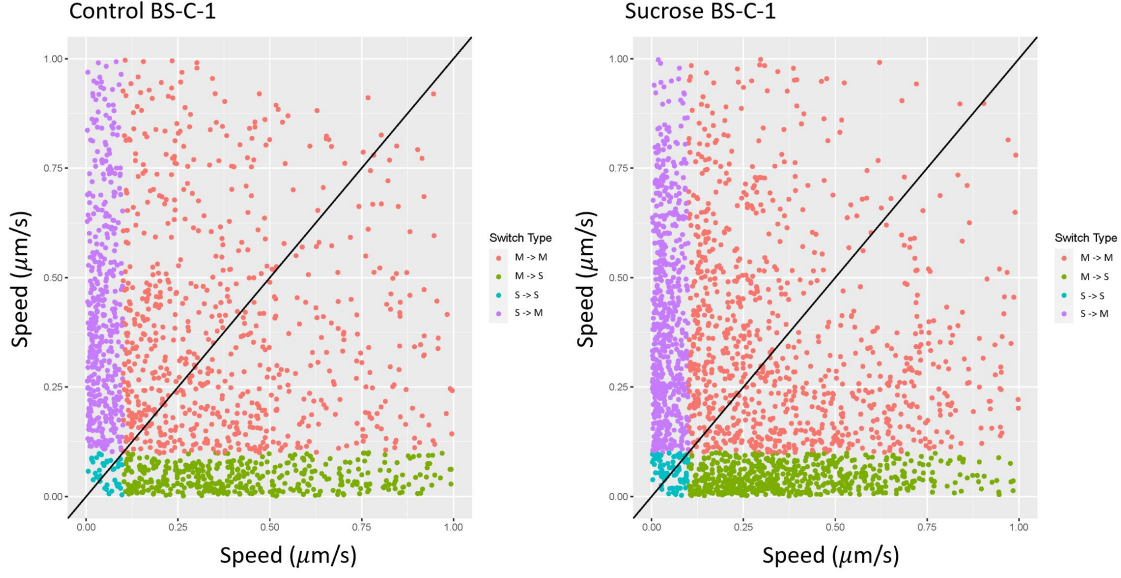 Control BS-C-1
1.00
0.75
0.50
0.25
0.00
Speed (μm/s)
0.00 0.25 0.50 0.75 1.00
Speed (μm/s)
Switch Type
M -> M
M -> S
S -> S
S -> M
Sucrose BS-C-1
1.00
0.75
0.50
0.25
0.00
Speed (μm/s)
0.00 0.25 0.50 0.75 1.00
Speed (μm/s)
Switch Type
M -> M
M -> S
S -> S
S -> M